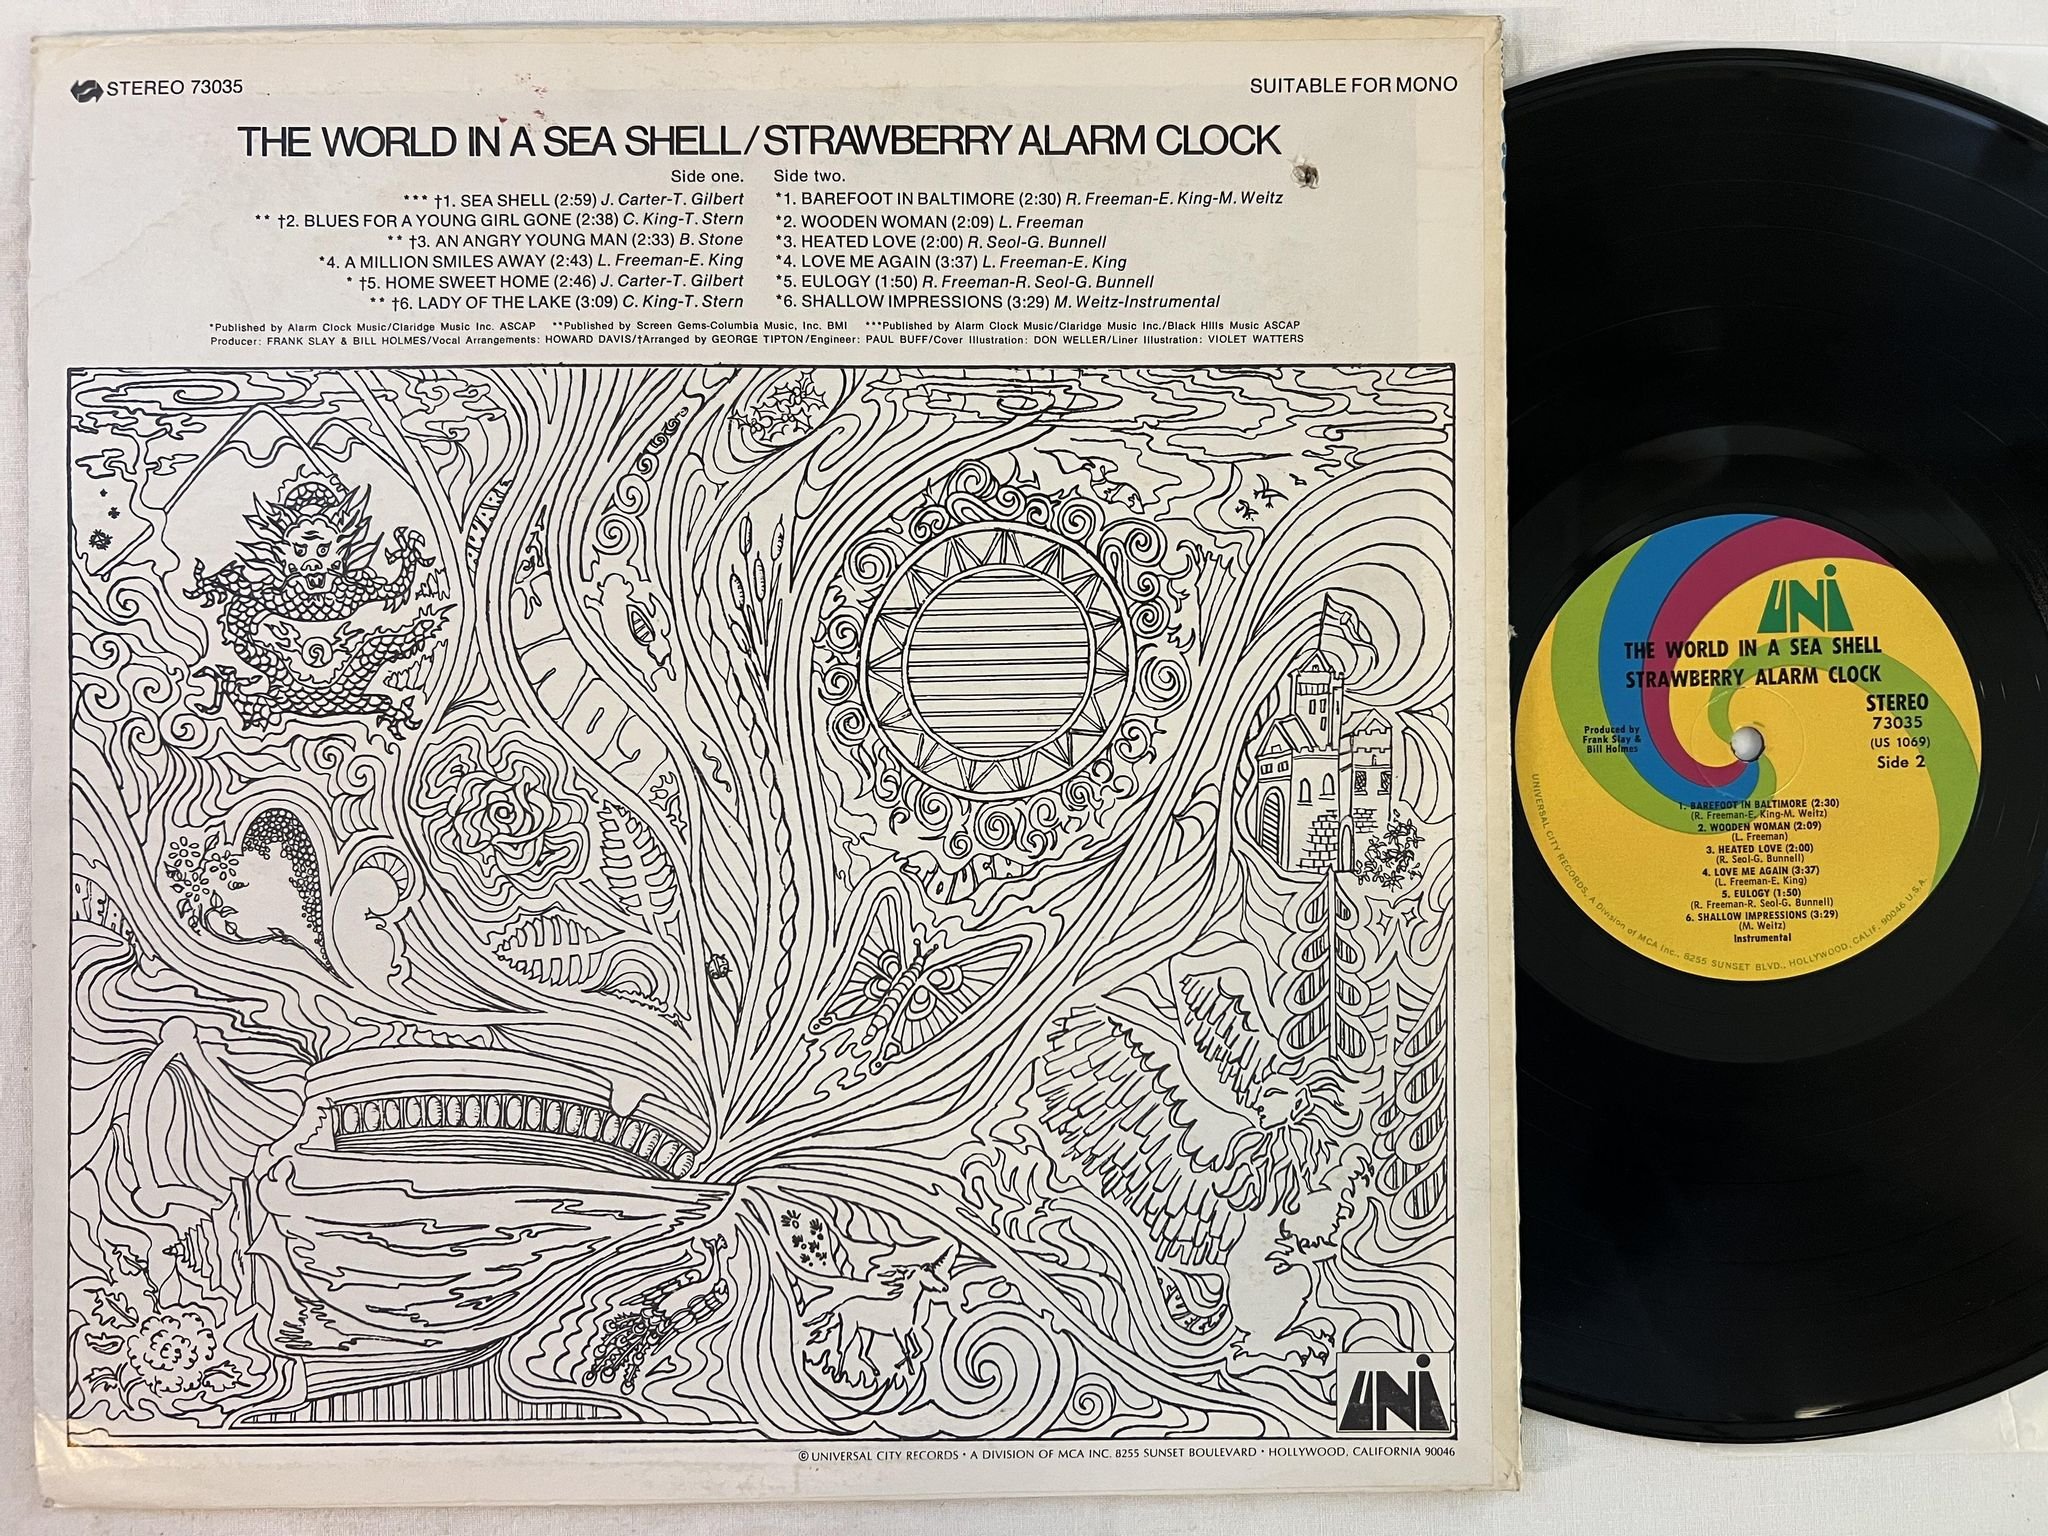 STEREO 73035
SUITABLE FOR MONO
THE WORLD IN A SEA SHELL/STRAWBERRY ALARM CLOCK
Side one.
*** †1. SEA SHELL (2:59) J. Carter-T. Gilbert
** †2. BLUES FOR A YOUNG GIRL GONE (2:38) C. King-T. Stern
** †3. AN ANGRY YOUNG MAN (2:33) B. Stone
*4. A MILLION SMILES AWAY (2:43) L. Freeman-E. King
* †5. HOME SWEET HOME (2:46) J. Carter-T. Gilbert
** †6. LADY OF THE LAKE (3:09) C. King-T. Stern
Side two.
*1. BAREFOOT IN BALTIMORE (2:30) R. Freeman-E. King-M. Weitz
*2. WOODEN WOMAN (2:09) L. Freeman
*3. HEATED LOVE (2:00) R. Seol-G. Bunnell
*4. LOVE ME AGAIN (3:37) L. Freeman-E. King
*5. EULOGY (1:50) R. Freeman-R. Seol-G. Bunnell
*6. SHALLOW IMPRESSIONS (3:29) M. Weitz-Instrumental
*Published by Alarm Clock Music/Claridge Music Inc. ASCAP **Published by Screen Gems-Columbia Music, Inc. BMI ***Published by Alarm Clock Music/Claridge Music Inc./Black HIlls Music ASCAP
Producer: FRANK SLAY & BILL HOLMES/Vocal Arrangements: HOWARD DAVIS/†Arranged by GEORGE TIPTON/Engineer: PAUL BUFF/Cover Illustration: DON WELLER/Liner Illustration: VIOLET WATTERS
UNI
© UNIVERSAL CITY RECORDS • A DIVISION OF MCA INC. 8255 SUNSET BOULEVARD • HOLLYWOOD, CALIFORNIA 90046
UNI
THE WORLD IN A SEA SHELL
STRAWBERRY ALARM CLOCK
STEREO
73035
(US 1069)
Side 2
Produced by
Frank Slay &
Bill Holmes
1. BAREFOOT IN BALTIMORE (2:30)
(R. Freeman-E. King-M. Weitz)
2. WOODEN WOMAN (2:09)
(L. Freeman)
3. HEATED LOVE (2:00)
(R. Seol-G. Bunnell)
4. LOVE ME AGAIN (3:37)
(L. Freeman-E. King)
5. EULOGY (1:50)
(R. Freeman-R. Seol-G. Bunnell)
6. SHALLOW IMPRESSIONS (3:29)
(M. Weitz)
Instrumental
UNIVERSAL CITY RECORDS, A Division of MCA Inc., 8255 SUNSET BLVD., HOLLYWOOD, CALIF. 90046 U.S.A.